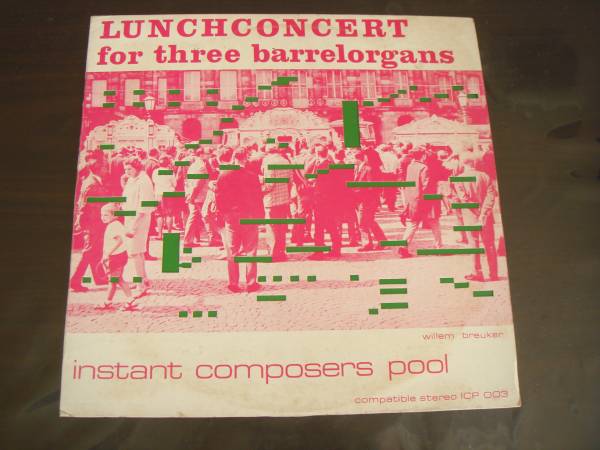 LUNCHCONCERT
for three barrelorgans
willem breuker
instant composers pool
compatible stereo ICP 003